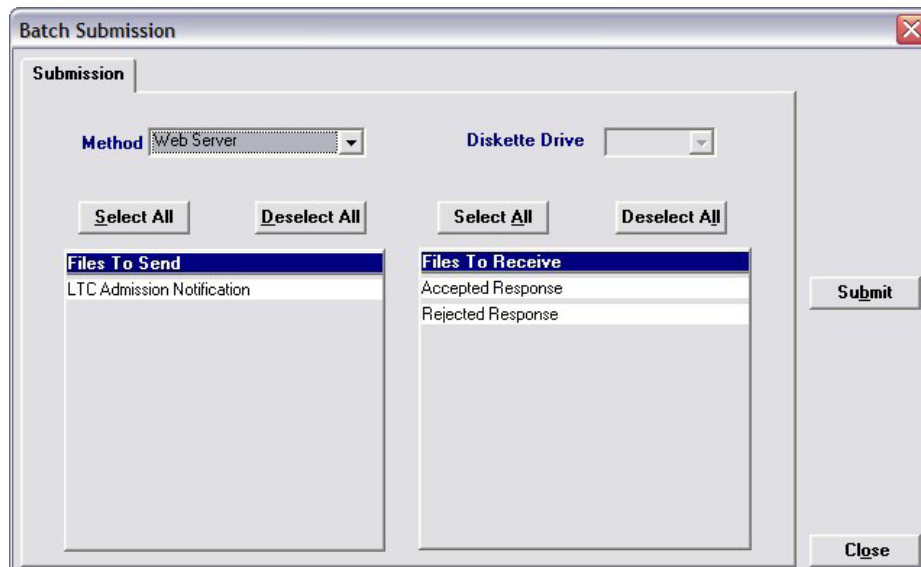 Batch Submission
Submission
Method Web Server Diskette Drive
Select All Deselect All Select All Deselect All
Files To Send Files To Receive
LTC Admission Notification Accepted Response
Rejected Response
Submit
Close